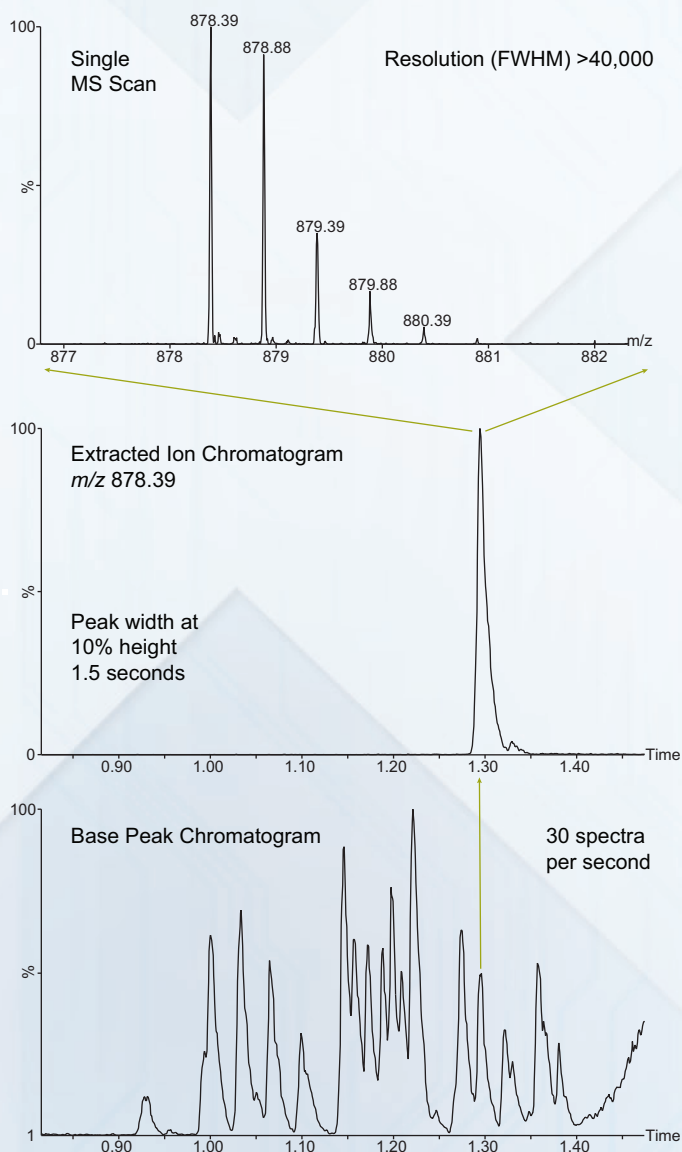 100
878.39
878.88
Single
MS Scan
Resolution (FWHM) >40,000
%
879.39
879.88
880.39
0
m/z
877 878 879 880 881 882
100
Extracted Ion Chromatogram
m/z 878.39
%
Peak width at
10% height
1.5 seconds
0
Time
0.90 1.00 1.10 1.20 1.30 1.40
100
Base Peak Chromatogram
30 spectra
per second
%
1
Time
0.90 1.00 1.10 1.20 1.30 1.40